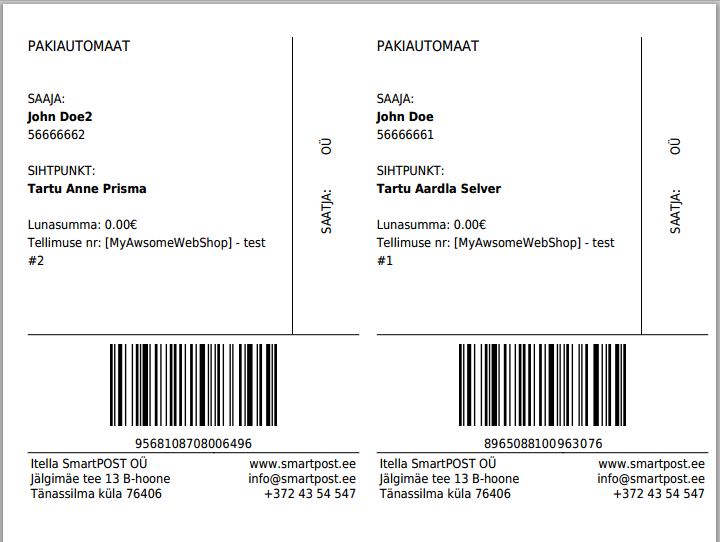 PAKIAUTOMAAT
SAAJA:
John Doe2
56666662
SIHTPUNKT:
Tartu Anne Prisma
Lunasumma: 0.00€
Tellimuse nr: [MyAwsomeWebShop] - test
#2
SAATJA: OÜ
9568108708006496
Itella SmartPOST OÜ www.smartpost.ee
Jälgimäe tee 13 B-hoone info@smartpost.ee
Tänassilma küla 76406 +372 43 54 547
PAKIAUTOMAAT
SAAJA:
John Doe
56666661
SIHTPUNKT:
Tartu Aardla Selver
Lunasumma: 0.00€
Tellimuse nr: [MyAwsomeWebShop] - test
#1
SAATJA: OÜ
8965088100963076
Itella SmartPOST OÜ www.smartpost.ee
Jälgimäe tee 13 B-hoone info@smartpost.ee
Tänassilma küla 76406 +372 43 54 547